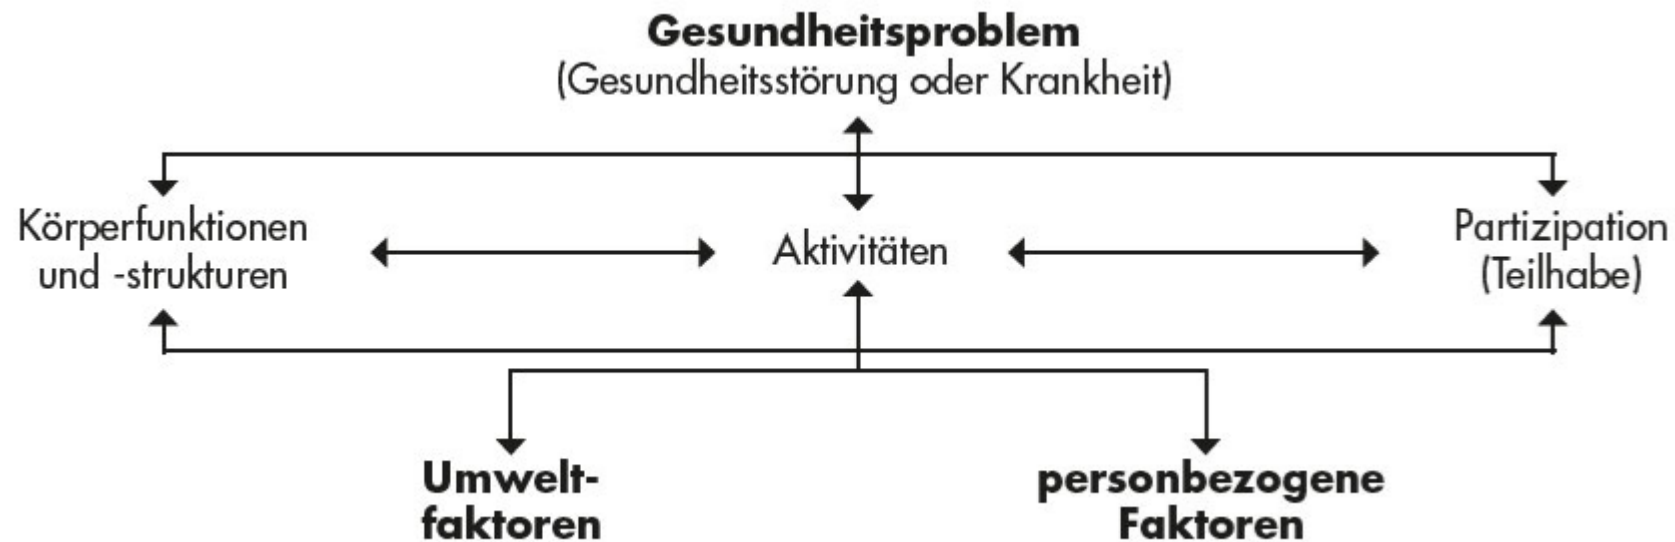 Gesundheitsproblem
(Gesundheitsstörung oder Krankheit)
Körperfunktionen
und -strukturen
Aktivitäten
Partizipation
(Teilhabe)
Umwelt-
faktoren
personbezogene
Faktoren